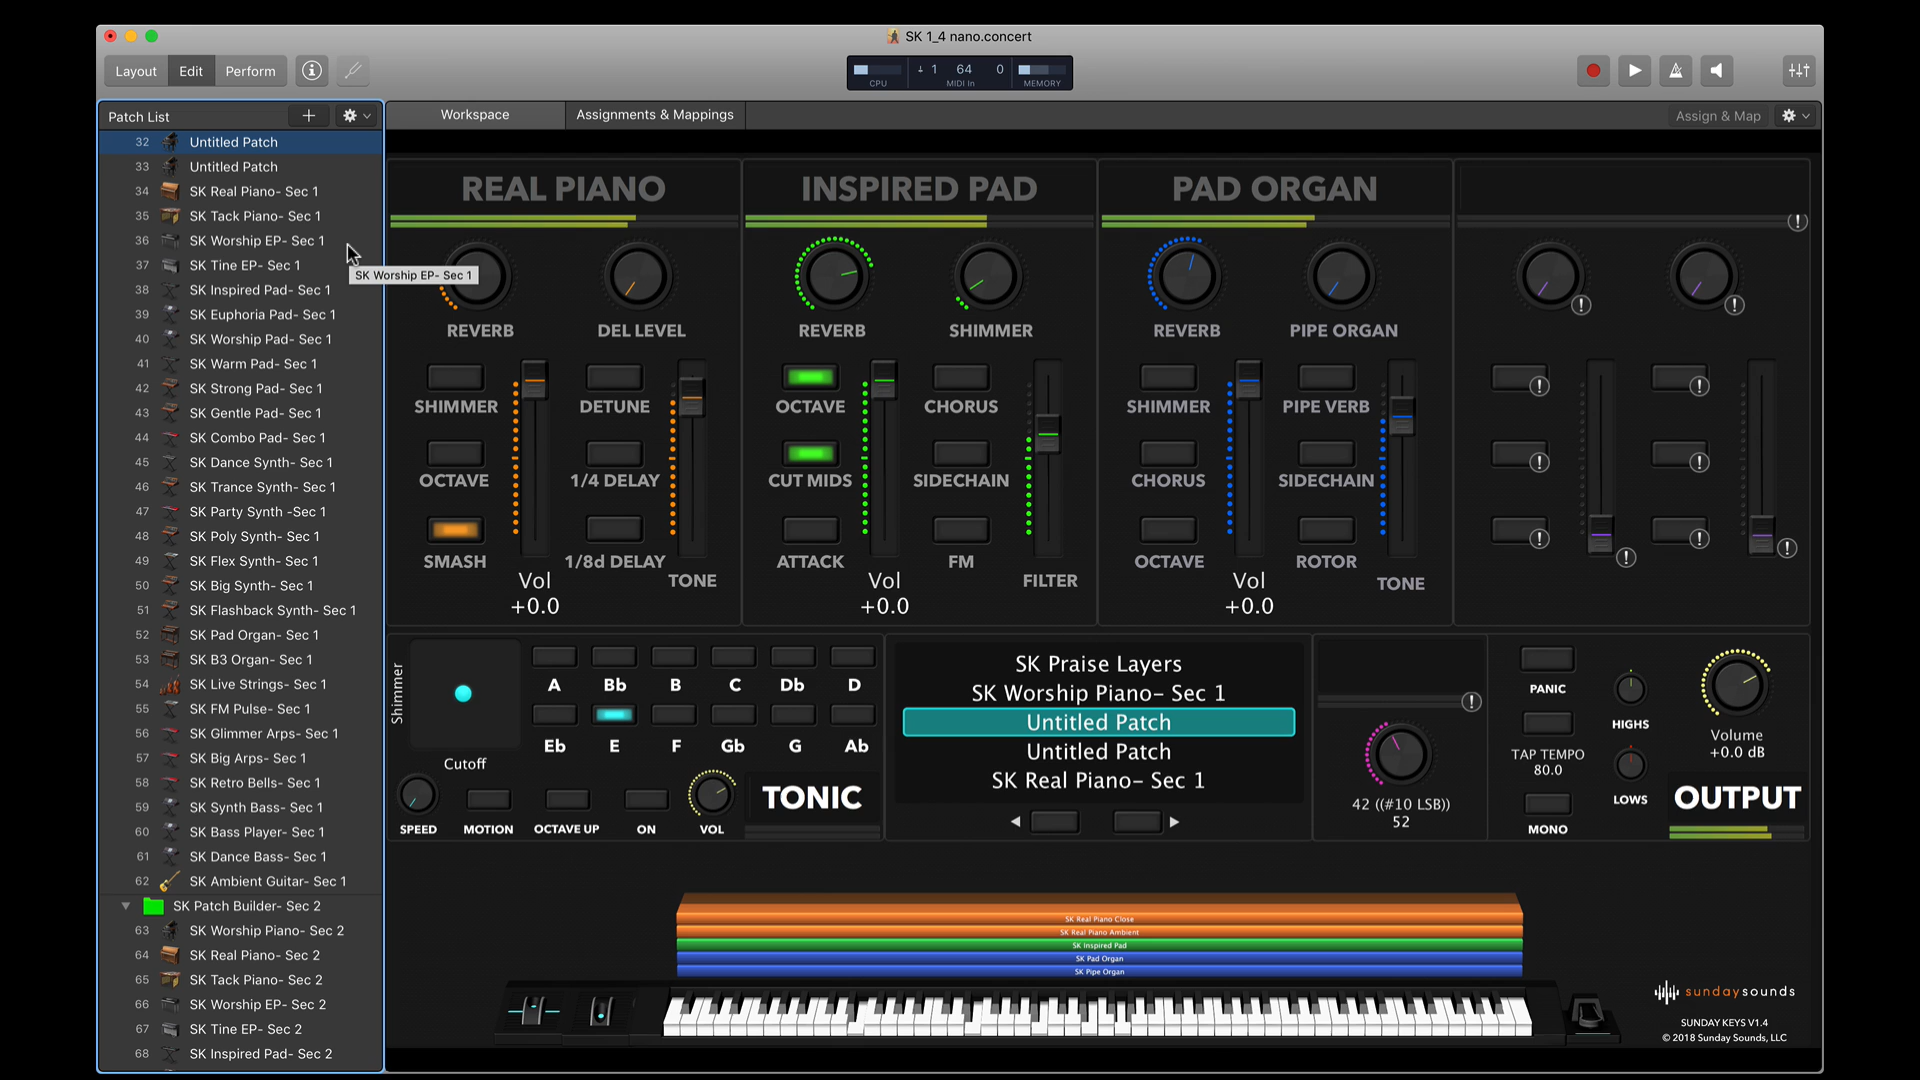 SK 1_4 nano.concert
Layout
Edit
Perform
1
64
0
CPU
MIDI In
MEMORY
Patch List
Workspace
Assignments & Mappings
Assign & Map
32 Untitled Patch
33 Untitled Patch
34 SK Real Piano- Sec 1
35 SK Tack Piano- Sec 1
36 SK Worship EP- Sec 1
37 SK Tine EP- Sec 1
38 SK Inspired Pad- Sec 1
39 SK Euphoria Pad- Sec 1
40 SK Worship Pad- Sec 1
41 SK Warm Pad- Sec 1
42 SK Strong Pad- Sec 1
43 SK Gentle Pad- Sec 1
44 SK Combo Pad- Sec 1
45 SK Dance Synth- Sec 1
46 SK Trance Synth- Sec 1
47 SK Party Synth -Sec 1
48 SK Poly Synth- Sec 1
49 SK Flex Synth- Sec 1
50 SK Big Synth- Sec 1
51 SK Flashback Synth- Sec 1
52 SK Pad Organ- Sec 1
53 SK B3 Organ- Sec 1
54 SK Live Strings- Sec 1
55 SK FM Pulse- Sec 1
56 SK Glimmer Arps- Sec 1
57 SK Big Arps- Sec 1
58 SK Retro Bells- Sec 1
59 SK Synth Bass- Sec 1
60 SK Bass Player- Sec 1
61 SK Dance Bass- Sec 1
62 SK Ambient Guitar- Sec 1
SK Patch Builder- Sec 2
63 SK Worship Piano- Sec 2
64 SK Real Piano- Sec 2
65 SK Tack Piano- Sec 2
66 SK Worship EP- Sec 2
67 SK Tine EP- Sec 2
68 SK Inspired Pad- Sec 2
SK Worship EP- Sec 1
REAL PIANO
REVERB
DEL LEVEL
SHIMMER
DETUNE
OCTAVE
1/4 DELAY
SMASH
1/8d DELAY
TONE
Vol
+0.0
INSPIRED PAD
REVERB
SHIMMER
OCTAVE
CHORUS
CUT MIDS
SIDECHAIN
ATTACK
FM
FILTER
Vol
+0.0
PAD ORGAN
REVERB
PIPE ORGAN
SHIMMER
PIPE VERB
CHORUS
SIDECHAIN
OCTAVE
ROTOR
TONE
Vol
+0.0
Shimmer
Cutoff
A Bb B C Db D
Eb E F Gb G Ab
SPEED
MOTION
OCTAVE UP
ON
VOL
TONIC
SK Praise Layers
SK Worship Piano- Sec 1
Untitled Patch
Untitled Patch
SK Real Piano- Sec 1
42 ((#10 LSB))
52
PANIC
TAP TEMPO
80.0
MONO
HIGHS
LOWS
Volume
+0.0 dB
OUTPUT
SK Real Piano Close
SK Real Piano Ambient
SK Inspired Pad
SK Pad Organ
SK Pipe Organ
sundaysounds
SUNDAY KEYS V1.4
© 2018 Sunday Sounds, LLC